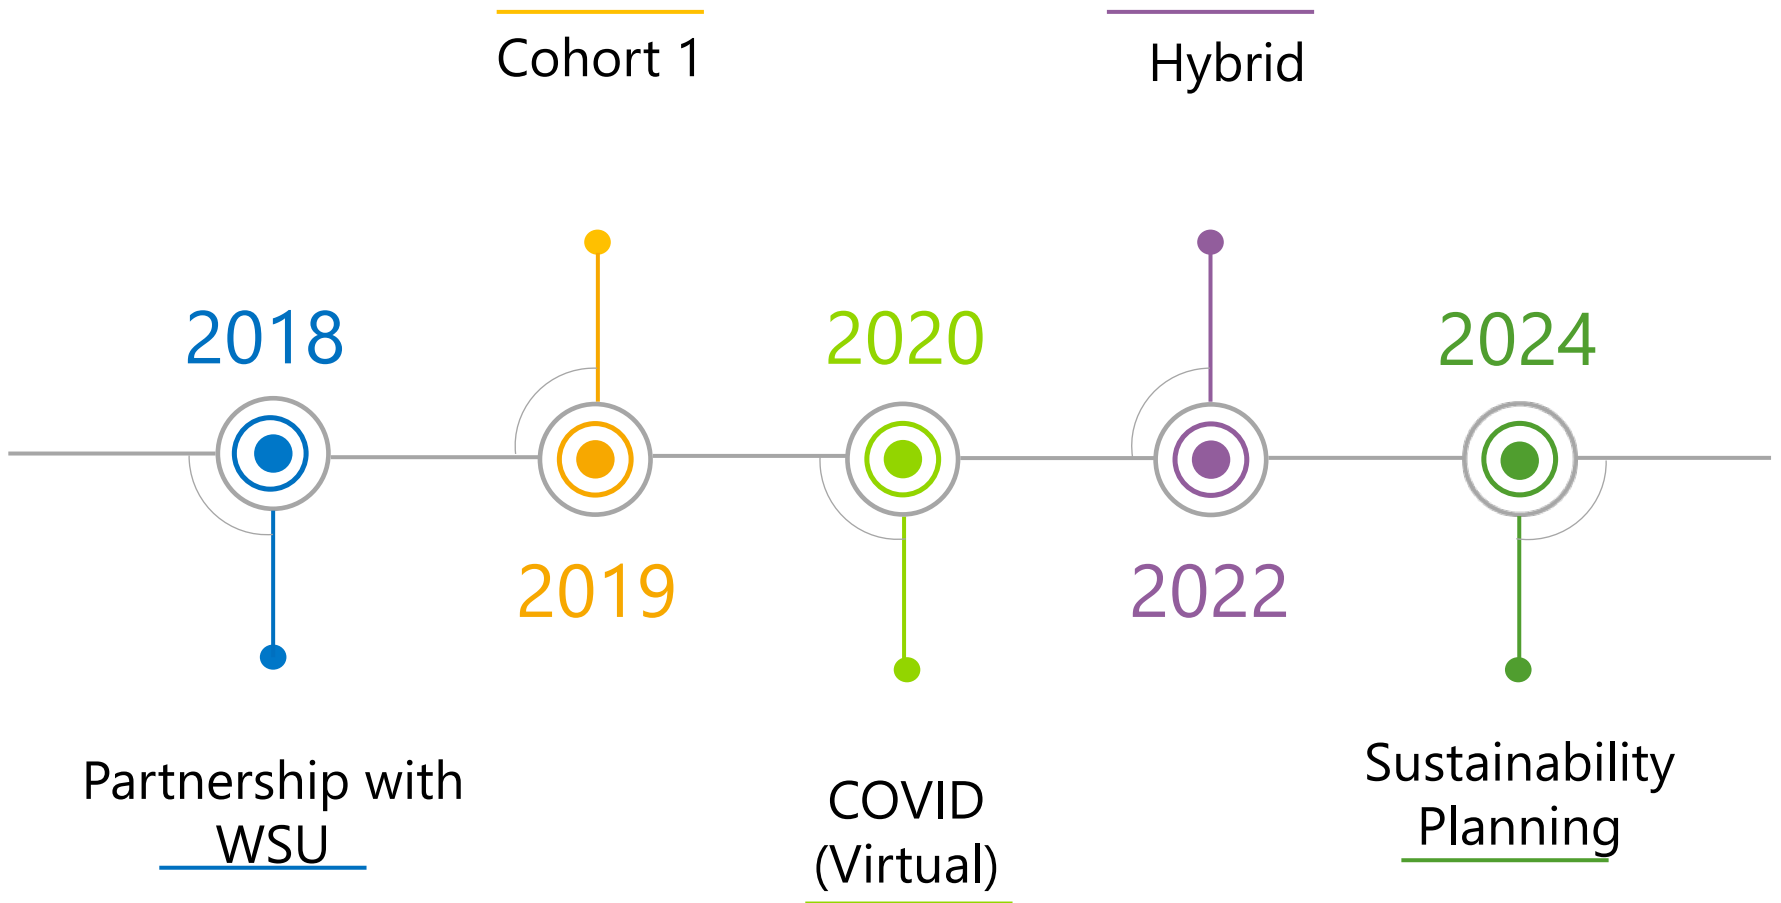 Cohort 1
Hybrid
2018
2020
2024
2019
2022
Partnership with
WSU
COVID
(Virtual)
Sustainability
Planning